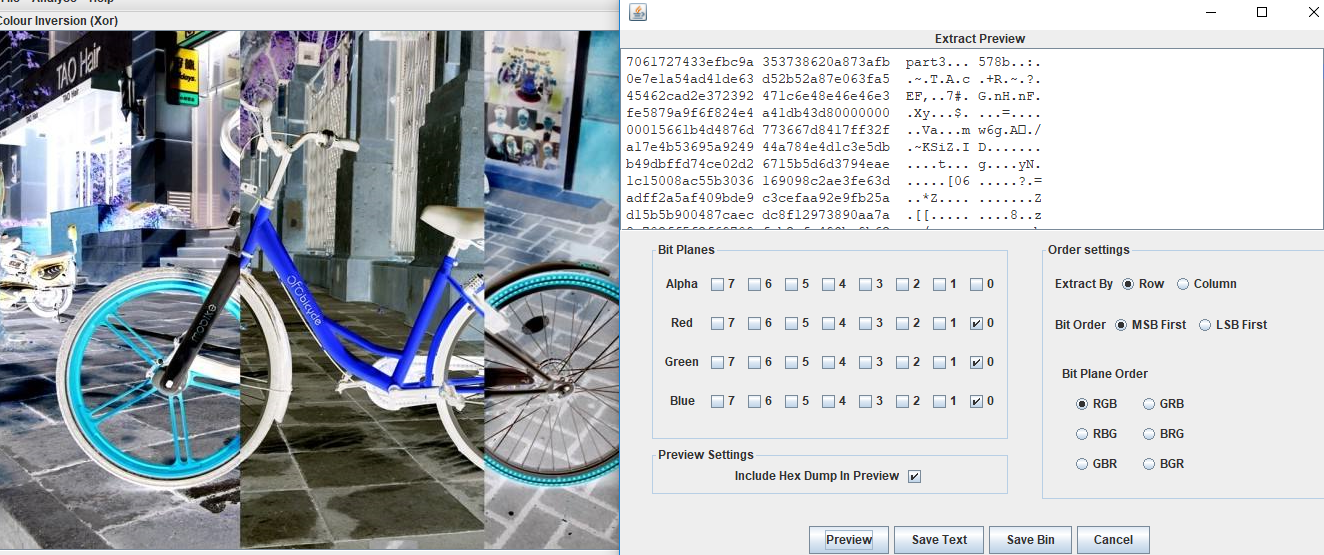 File Analyse Help
Colour Inversion (Xor)
TAO Hair
TAO Hair
mobike
OFO bicycle
Extract Preview
7061727433efbc9a 353738620a873afb part3... 578b..:.
0e7e1a54ad41de63 d52b52a87e063fa5 .~.T.A.c .+R.~.?.
45462cad2e372392 471c6e48e46e46e3 EF,..7#. G.nH.nF.
fe5879a9f6f824e4 a41db43d80000000 .Xy...$. ...=....
00015661b4d4876d 773667d8417ff32f ..Va...m w6g.A□./
a17e4b53695a9249 44a784e4d1c3e5db .~KSiZ.I D.......
b49dbffd74ce02d2 6715b5d6d3794eae ....t... g....yN.
1c15008ac55b3036 169098c2ae3fe63d .....[06 .....?.=
adff2a5af409bde9 c3cefaa92e9fb25a ..*Z.... .......Z
d15b5b900487caec dc8f12973890aa7a .[[..... ....8..z
Bit Planes
Alpha 7 6 5 4 3 2 1 0
Red 7 6 5 4 3 2 1 0
Green 7 6 5 4 3 2 1 0
Blue 7 6 5 4 3 2 1 0
Preview Settings
Include Hex Dump In Preview
Order settings
Extract By Row Column
Bit Order MSB First LSB First
Bit Plane Order
RGB GRB
RBG BRG
GBR BGR
Preview Save Text Save Bin Cancel